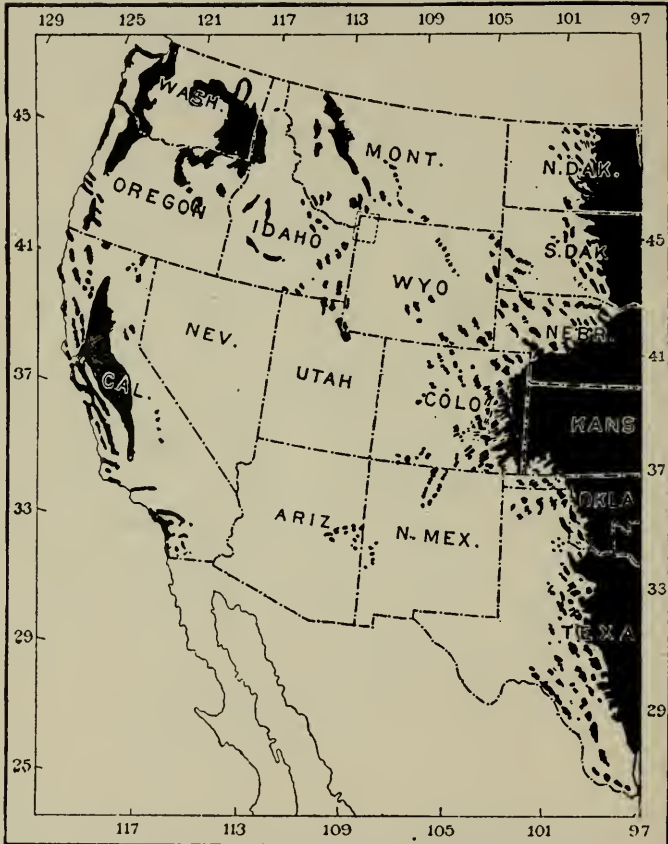 129 125 121 117 113 109 105 101 97
45
WASH.
MONT.
N. DAK.
OREGON
IDAHO
41
45
S. DAK
WYO
NEBR.
NEV.
41
37
UTAH
CAL.
COLO
KANS
37
33
OKLA
ARIZ
N. MEX.
33
TEXA
29
29
25
117 113 109 105 101 97